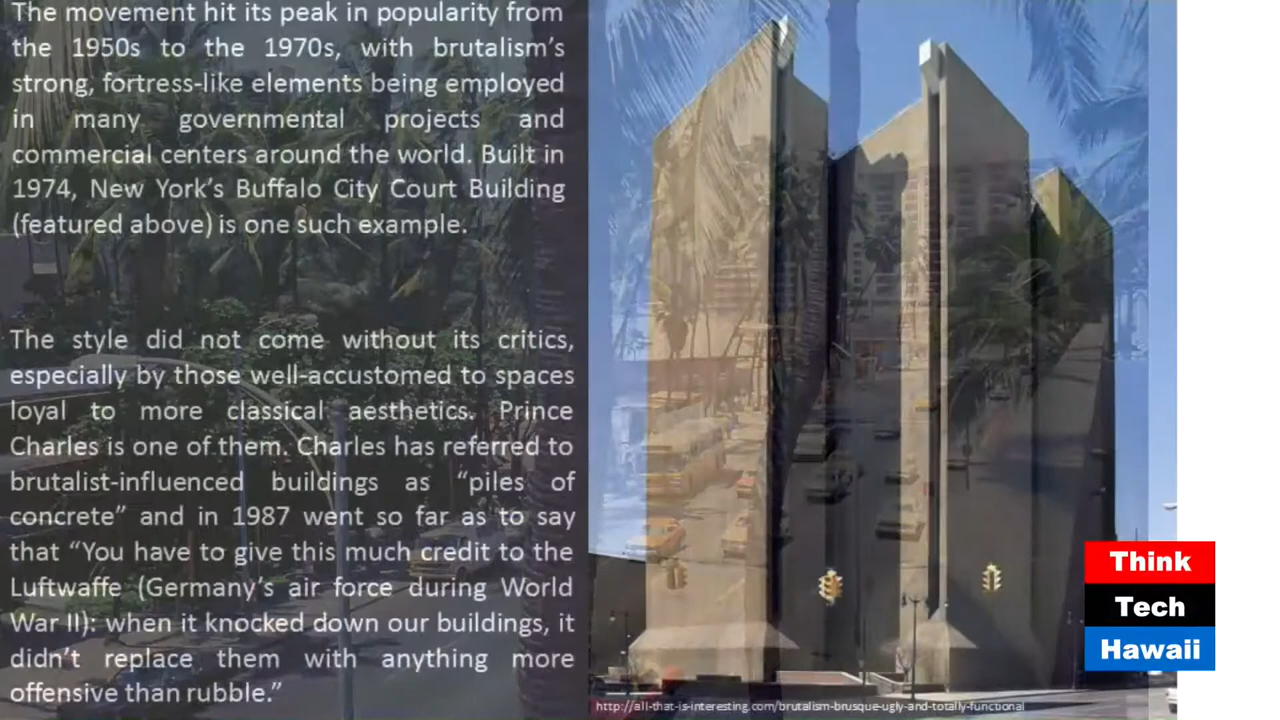 The movement hit its peak in popularity from
the 1950s to the 1970s, with brutalism’s
strong, fortress-like elements being employed
in many governmental projects and
commercial centers around the world. Built in
1974, New York’s Buffalo City Court Building
(featured above) is one such example.
The style did not come without its critics,
especially by those well-accustomed to spaces
loyal to more classical aesthetics. Prince
Charles is one of them. Charles has referred to
brutalist-influenced buildings as “piles of
concrete” and in 1987 went so far as to say
that “You have to give this much credit to the
Luftwaffe (Germany’s air force during World
War II): when it knocked down our buildings, it
didn’t replace them with anything more
offensive than rubble.”
http://all-that-is-interesting.com/brutalism-brusque-ugly-and-totally-functional
Think
Tech
Hawaii